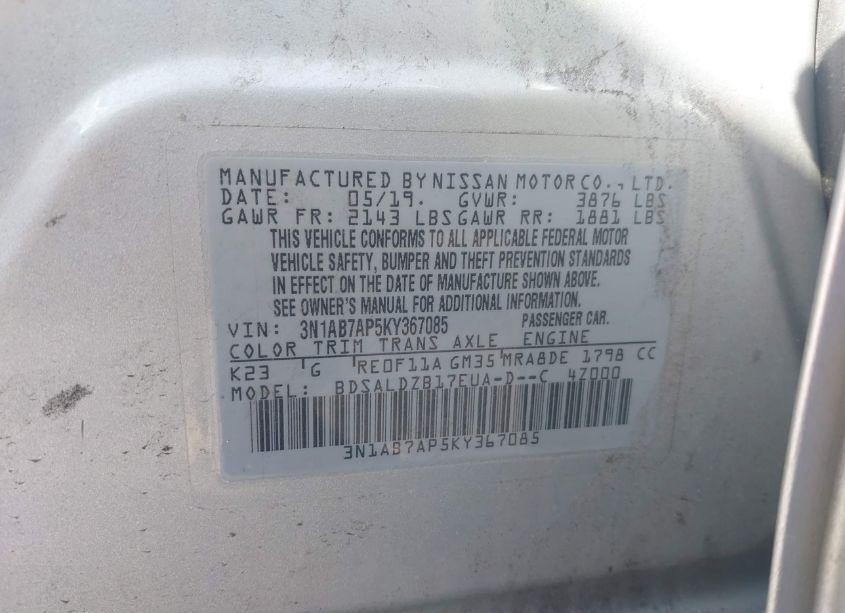 MANUFACTURED BY NISSAN MOTOR CO., LTD.
DATE: 05/19. GVWR: 3876 LBS
GAWR FR: 2143 LBS GAWR RR: 1881 LBS
THIS VEHICLE CONFORMS TO ALL APPLICABLE FEDERAL MOTOR
VEHICLE SAFETY, BUMPER AND THEFT PREVENTION STANDARDS
IN EFFECT ON THE DATE OF MANUFACTURE SHOWN ABOVE.
SEE OWNER'S MANUAL FOR ADDITIONAL INFORMATION.
VIN: 3N1AB7AP5KY367085 PASSENGER CAR.
COLOR TRIM TRANS AXLE ENGINE
K23 G RE0F11A GM35 MRA8DE 1798 CC
MODEL: BDSALDZB17EUA-D--C 4Z000
3N1AB7AP5KY367085